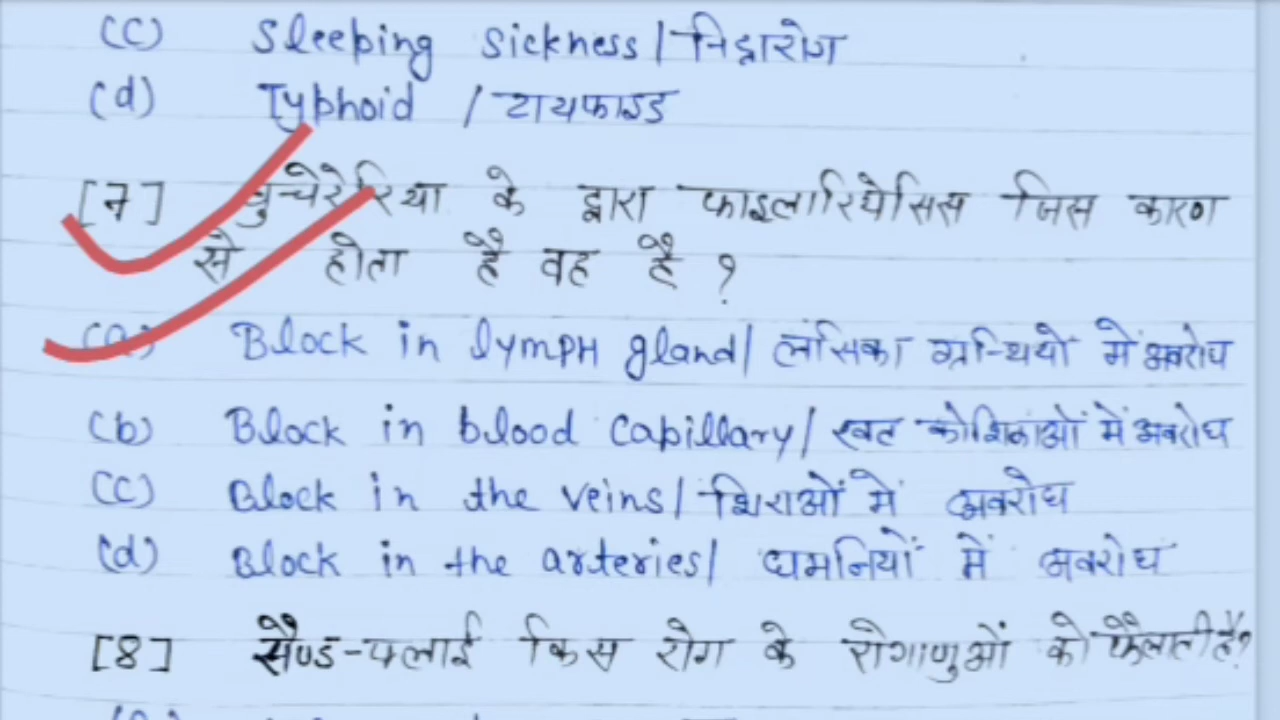 (c) Sleeping Sickness / निद्रारोग
(d) Typhoid / टायफाइड
[7] वुच्चेरेरिया के द्वारा फाइलारियेसिस जिस कारण
से होता है वह है ?
(a) Block in lymPH gland / लसिका ग्रन्थियों में अवरोध
(b) Block in blood Capillary / रक्त कोशिकाओं में अवरोध
(c) Block in the veins / शिराओं में अवरोध
(d) Block in the arteries / धमनियों में अवरोध
[8] सैण्ड-फ्लाई किस रोग के रोगाणुओं को फैलाती है?